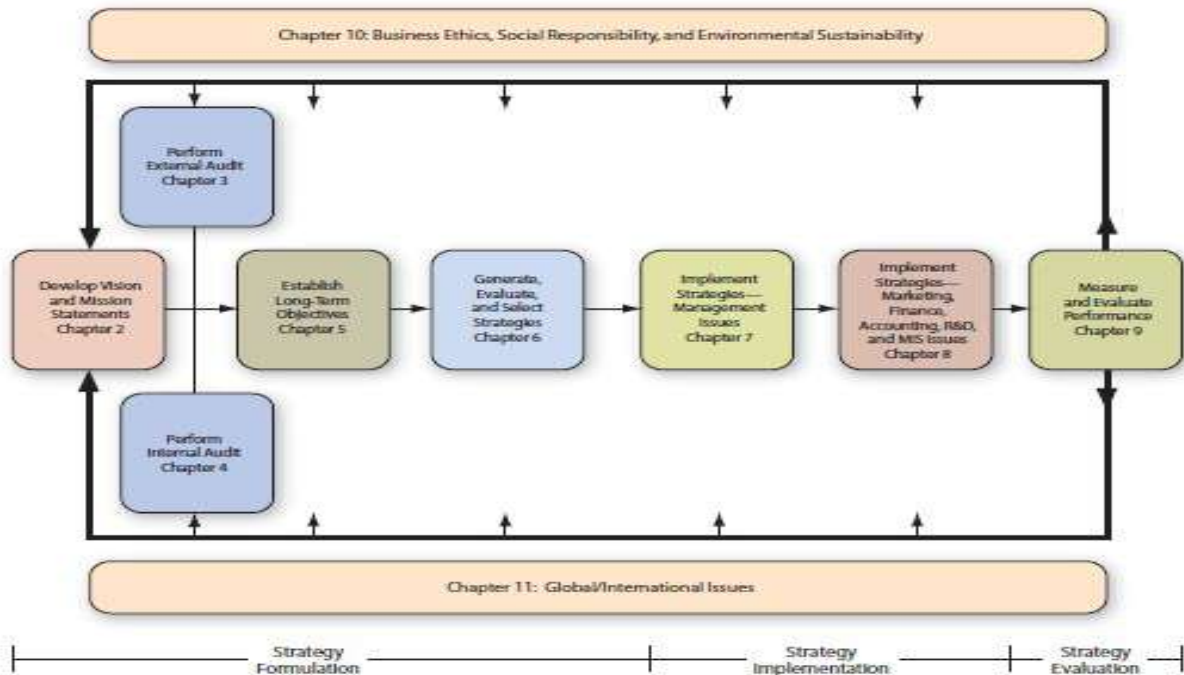 Chapter 10: Business Ethics, Social Responsibility, and Environmental Sustainability
Perform
External Audit
Chapter 3
Develop Vision
and Mission
Statements
Chapter 2
Establish
Long-Term
Objectives
Chapter 5
Generate,
Evaluate,
and Select
Strategies
Chapter 6
Implement
Strategies—
Management
Issues
Chapter 7
Implement
Strategies—
Marketing,
Finance,
Accounting, R&D,
and MIS Issues
Chapter 8
Measure
and Evaluate
Performance
Chapter 9
Perform
Internal Audit
Chapter 4
Chapter 11: Global/International Issues
Strategy
Formulation
Strategy
Implementation
Strategy
Evaluation